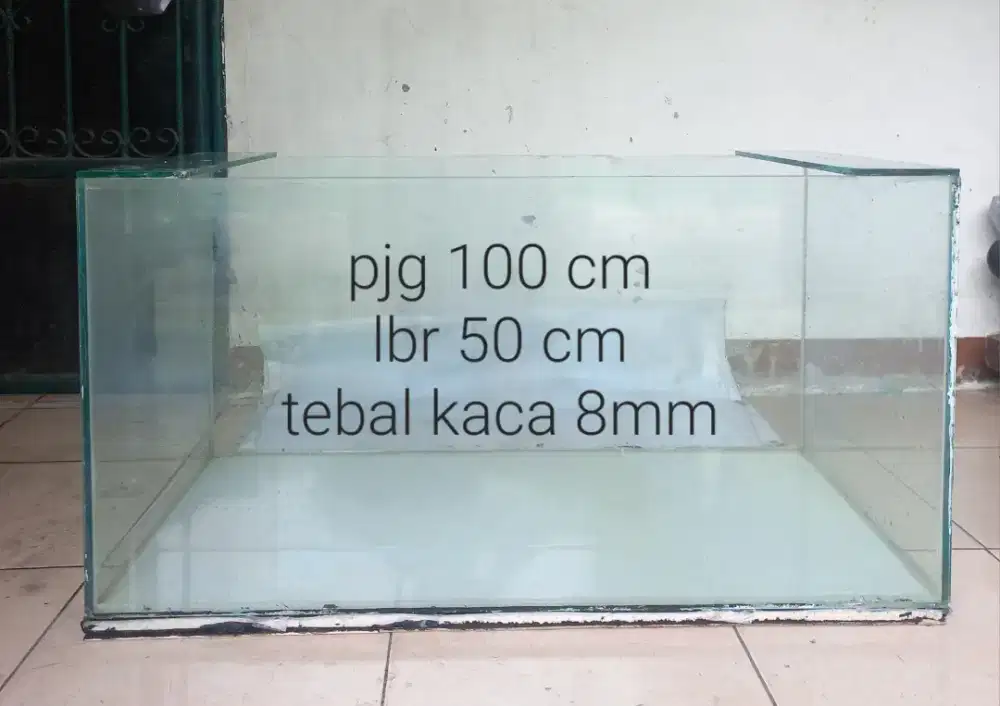 pjg 100 cm
lbr 50 cm
tebal kaca 8mm